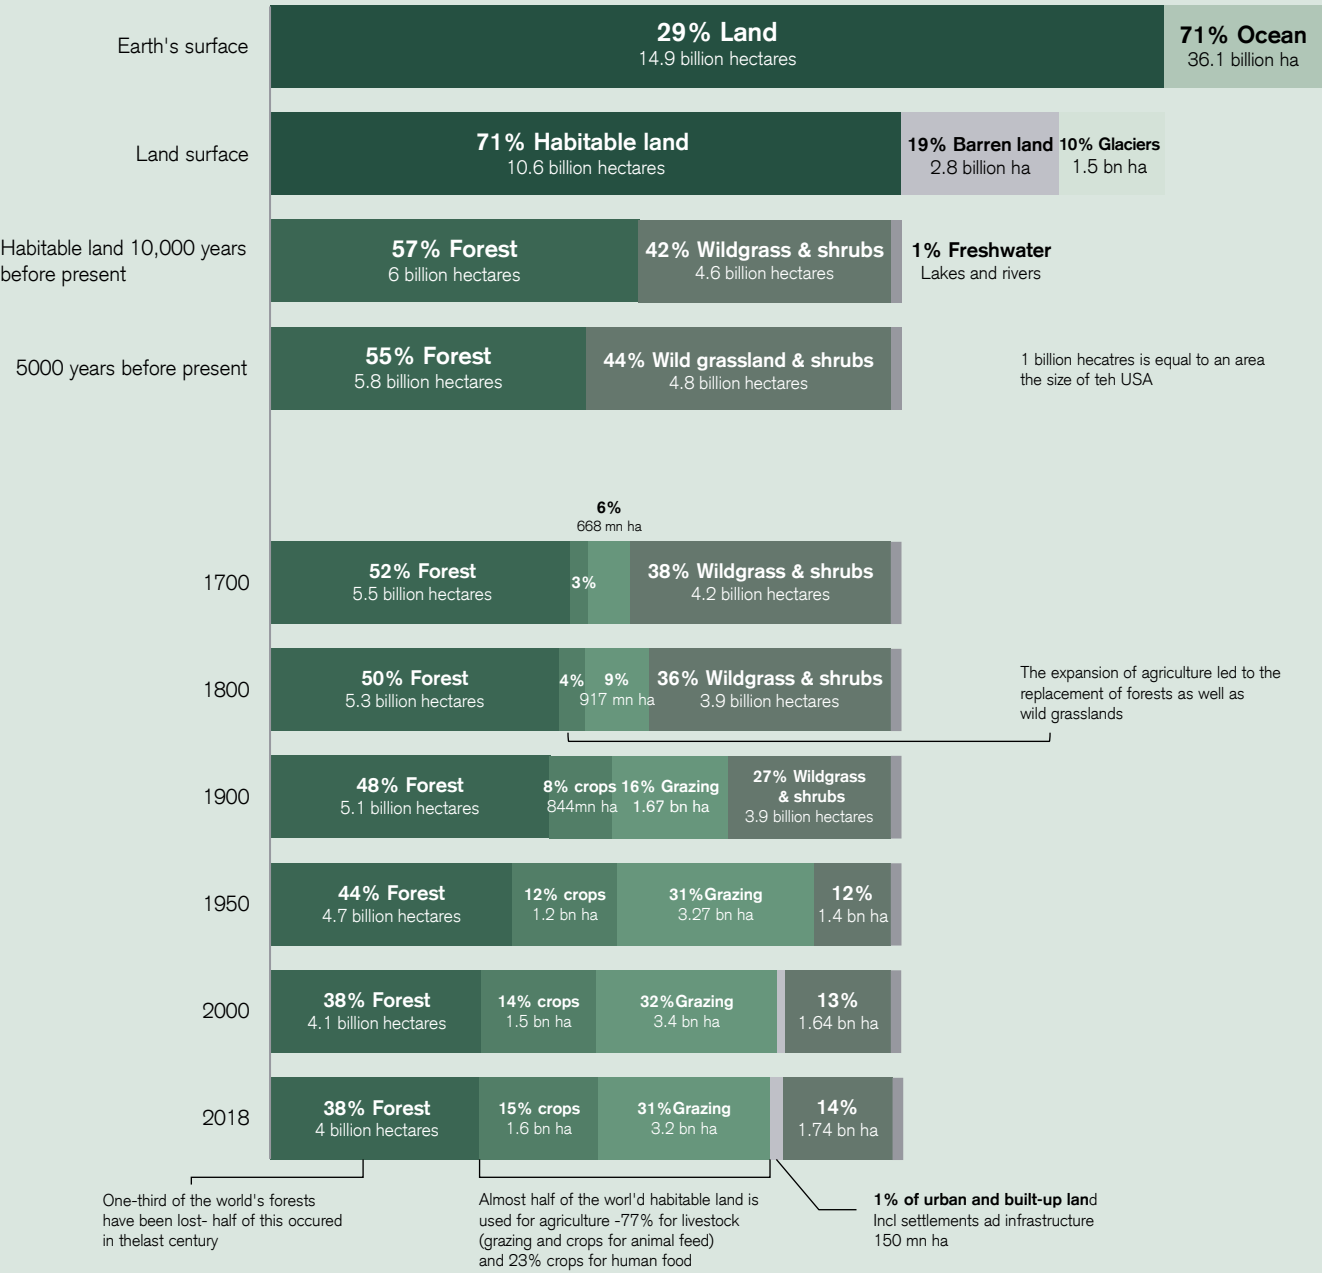 Earth's surface
29% Land
14.9 billion hectares
71% Ocean
36.1 billion ha
Land surface
71% Habitable land
10.6 billion hectares
19% Barren land
2.8 billion ha
10% Glaciers
1.5 bn ha
Habitable land 10,000 years
before present
57% Forest
6 billion hectares
42% Wildgrass & shrubs
4.6 billion hectares
1% Freshwater
Lakes and rivers
5000 years before present
55% Forest
5.8 billion hectares
44% Wild grassland & shrubs
4.8 billion hectares
1 billion hecatres is equal to an area
the size of teh USA
6%
668 mn ha
1700
52% Forest
5.5 billion hectares
3%
38% Wildgrass & shrubs
4.2 billion hectares
1800
50% Forest
5.3 billion hectares
4%
9%
917 mn ha
36% Wildgrass & shrubs
3.9 billion hectares
The expansion of agriculture led to the
replacement of forests as well as
wild grasslands
1900
48% Forest
5.1 billion hectares
8% crops
844mn ha
16% Grazing
1.67 bn ha
27% Wildgrass
& shrubs
3.9 billion hectares
1950
44% Forest
4.7 billion hectares
12% crops
1.2 bn ha
31%Grazing
3.27 bn ha
12%
1.4 bn ha
2000
38% Forest
4.1 billion hectares
14% crops
1.5 bn ha
32%Grazing
3.4 bn ha
13%
1.64 bn ha
2018
38% Forest
4 billion hectares
15% crops
1.6 bn ha
31%Grazing
3.2 bn ha
14%
1.74 bn ha
One-third of the world's forests
have been lost- half of this occured
in thelast century
Almost half of the worl'd habitable land is
used for agriculture -77% for livestock
(grazing and crops for animal feed)
and 23% crops for human food
1% of urban and built-up land
Incl settlements ad infrastructure
150 mn ha